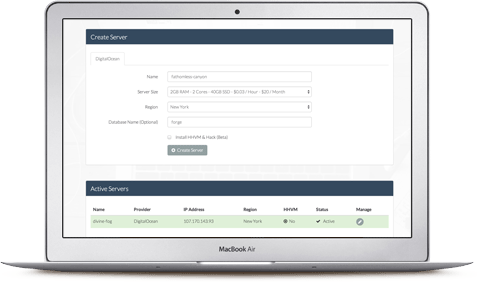 Create Server
DigitalOcean
Name fathomless-canyon
Server Size 2GB RAM - 2 Cores - 40GB SSD - $0.03 / Hour - $20 / Month
Region New York
Database Name (Optional) forge
Install HHVM & Hack (Beta)
Create Server
Active Servers
Name Provider IP Address Region HHVM Status Manage
divine-fog DigitalOcean 107.170.143.93 New York No Active
MacBook Air